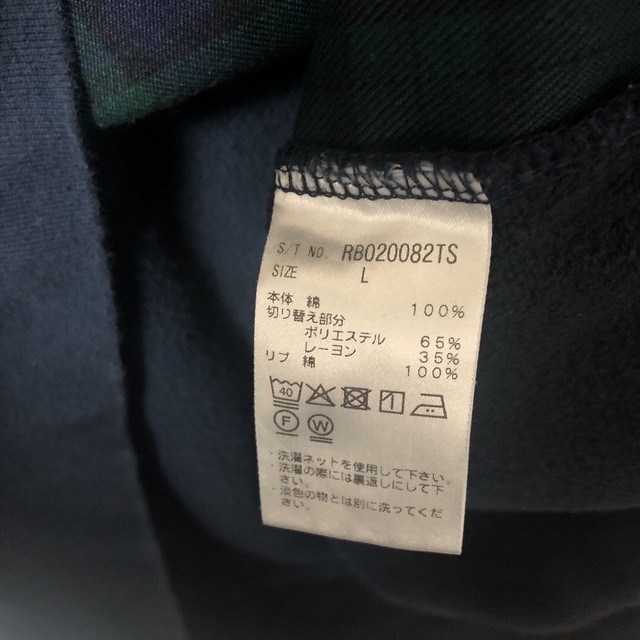 S/T NO. RB020082TS
SIZE L
本体 綿 100%
切り替え部分
ポリエステル 65%
レーヨン 35%
リブ 綿 100%
40
F W
・洗濯ネットを使用して下さい。
・洗濯の際には裏返しにして下
さい。
・淡色の物とは別に洗ってくだ
さい。